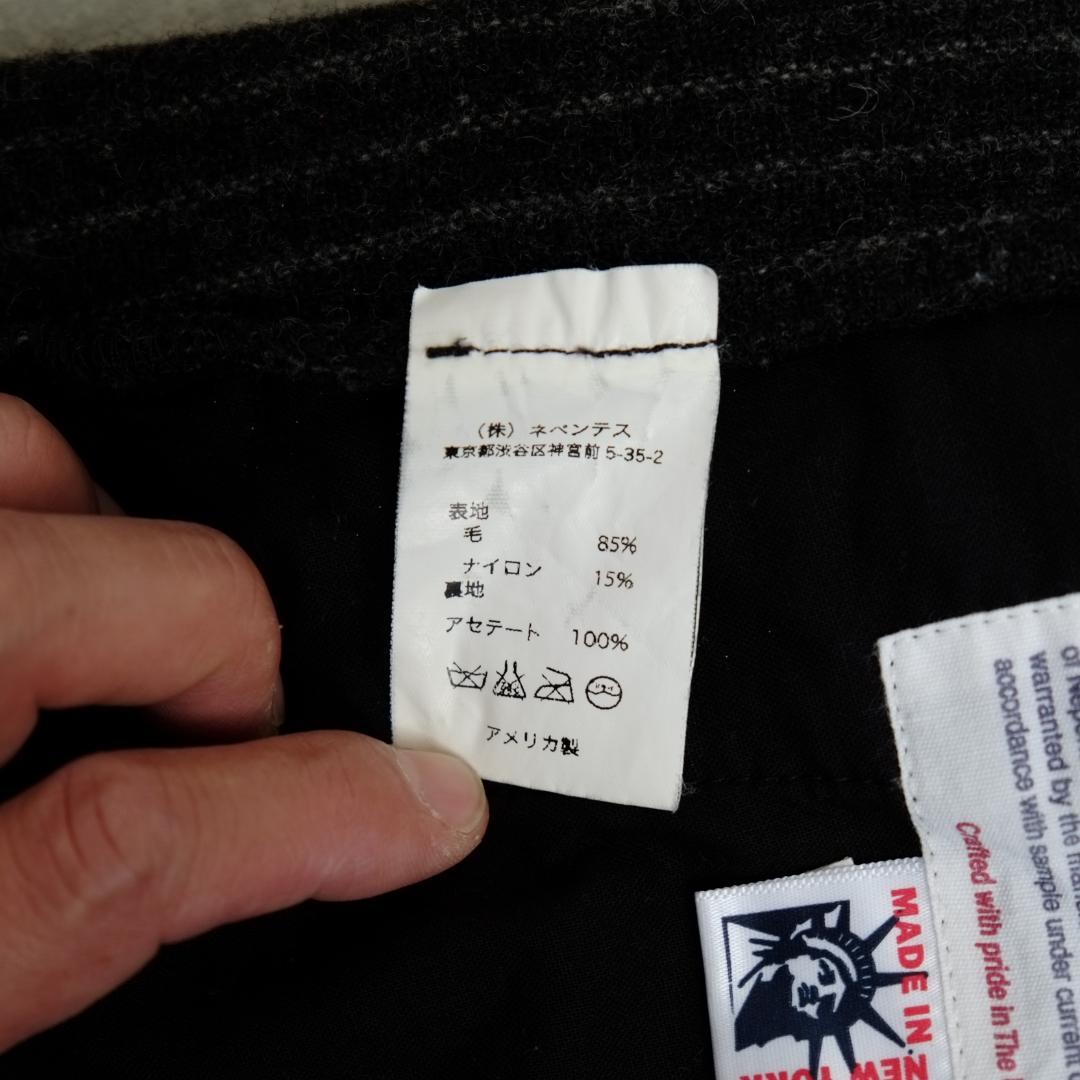 （株）ネペンテス
東京都渋谷区神宮前 5-35-2
表地
毛 85%
ナイロン 15%
裏地
アセテート 100%
ドライ
アメリカ製
warranted by the
accordance with sample under current
Crafted with pride in The
MADE IN
NEW YORK